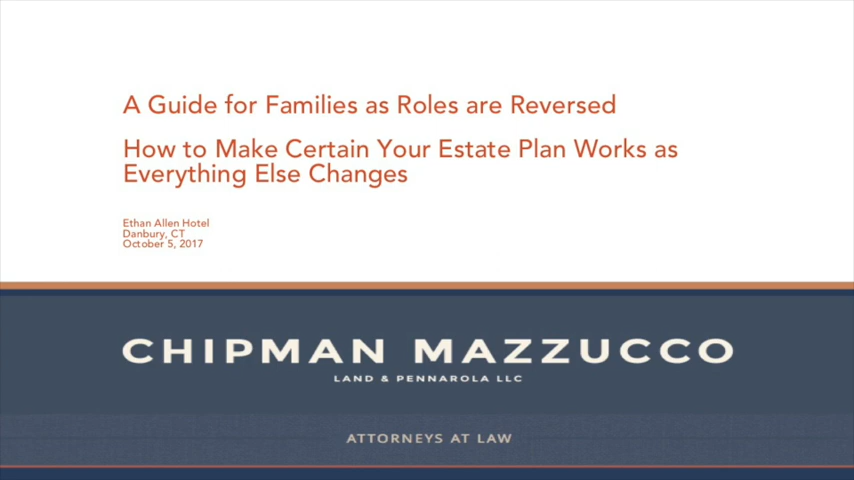 A Guide for Families as Roles are Reversed
How to Make Certain Your Estate Plan Works as
Everything Else Changes
Ethan Allen Hotel
Danbury, CT
October 5, 2017
CHIPMAN MAZZUCCO
LAND & PENNAROLA LLC
ATTORNEYS AT LAW